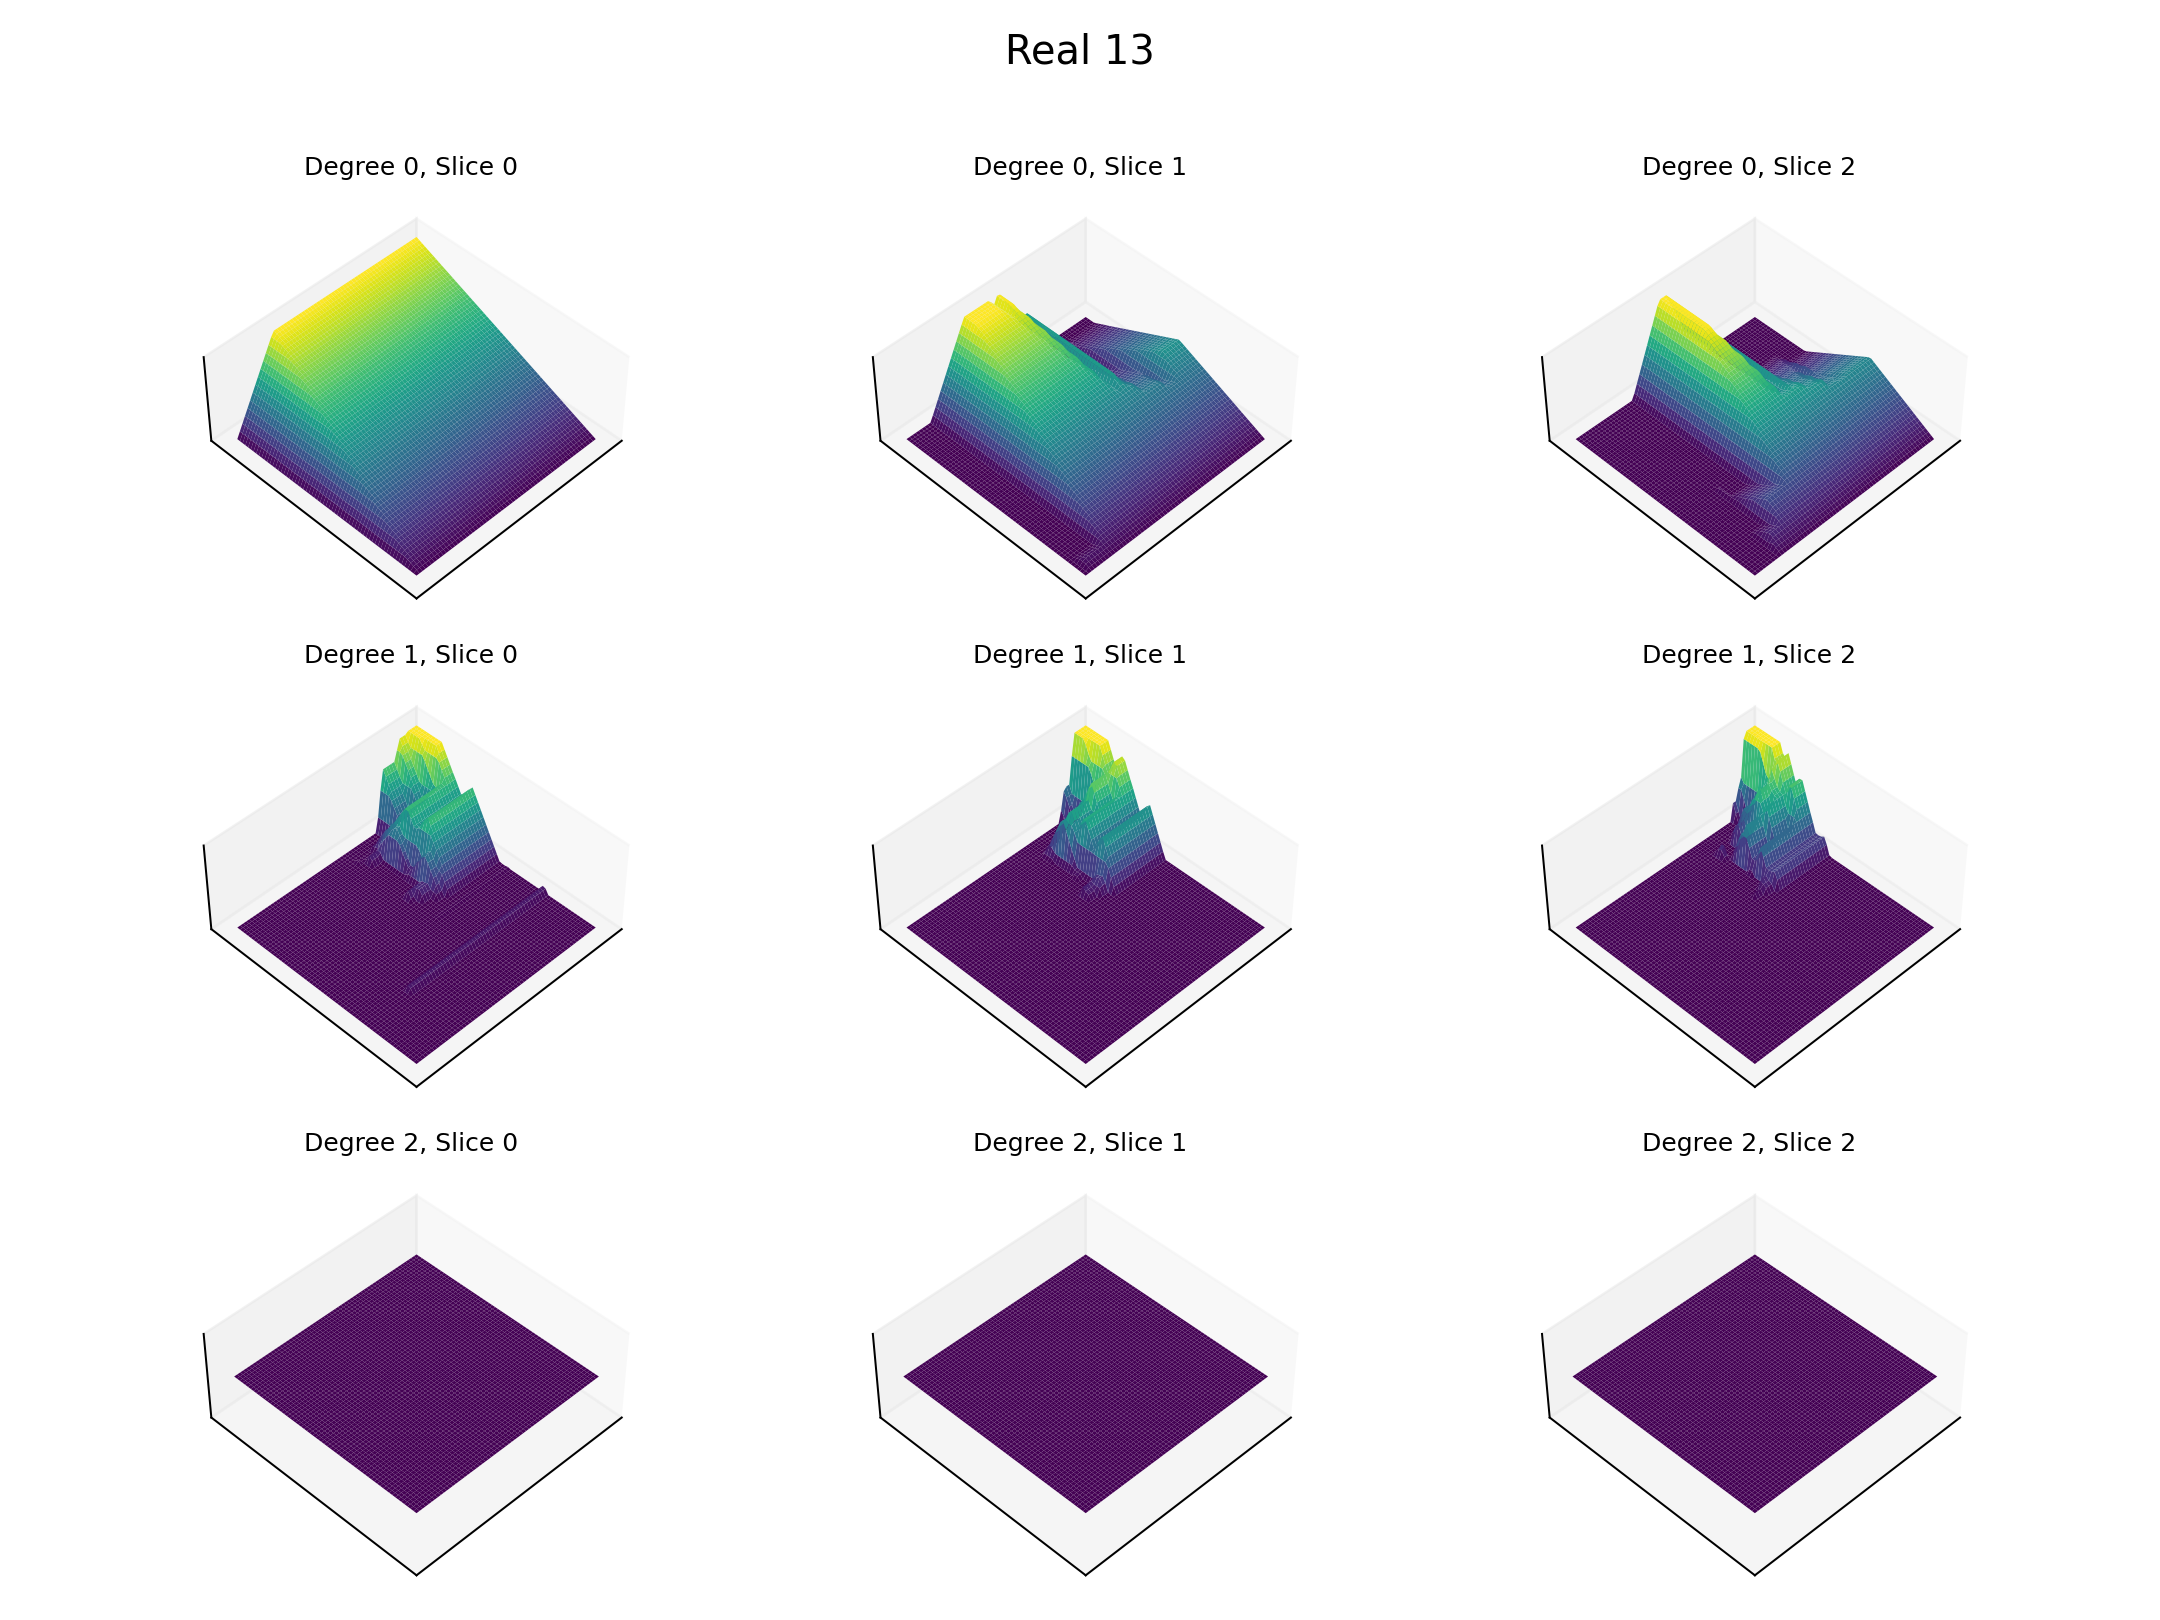 Real 13
Degree 0, Slice 0
Degree 0, Slice 1
Degree 0, Slice 2
Degree 1, Slice 0
Degree 1, Slice 1
Degree 1, Slice 2
Degree 2, Slice 0
Degree 2, Slice 1
Degree 2, Slice 2